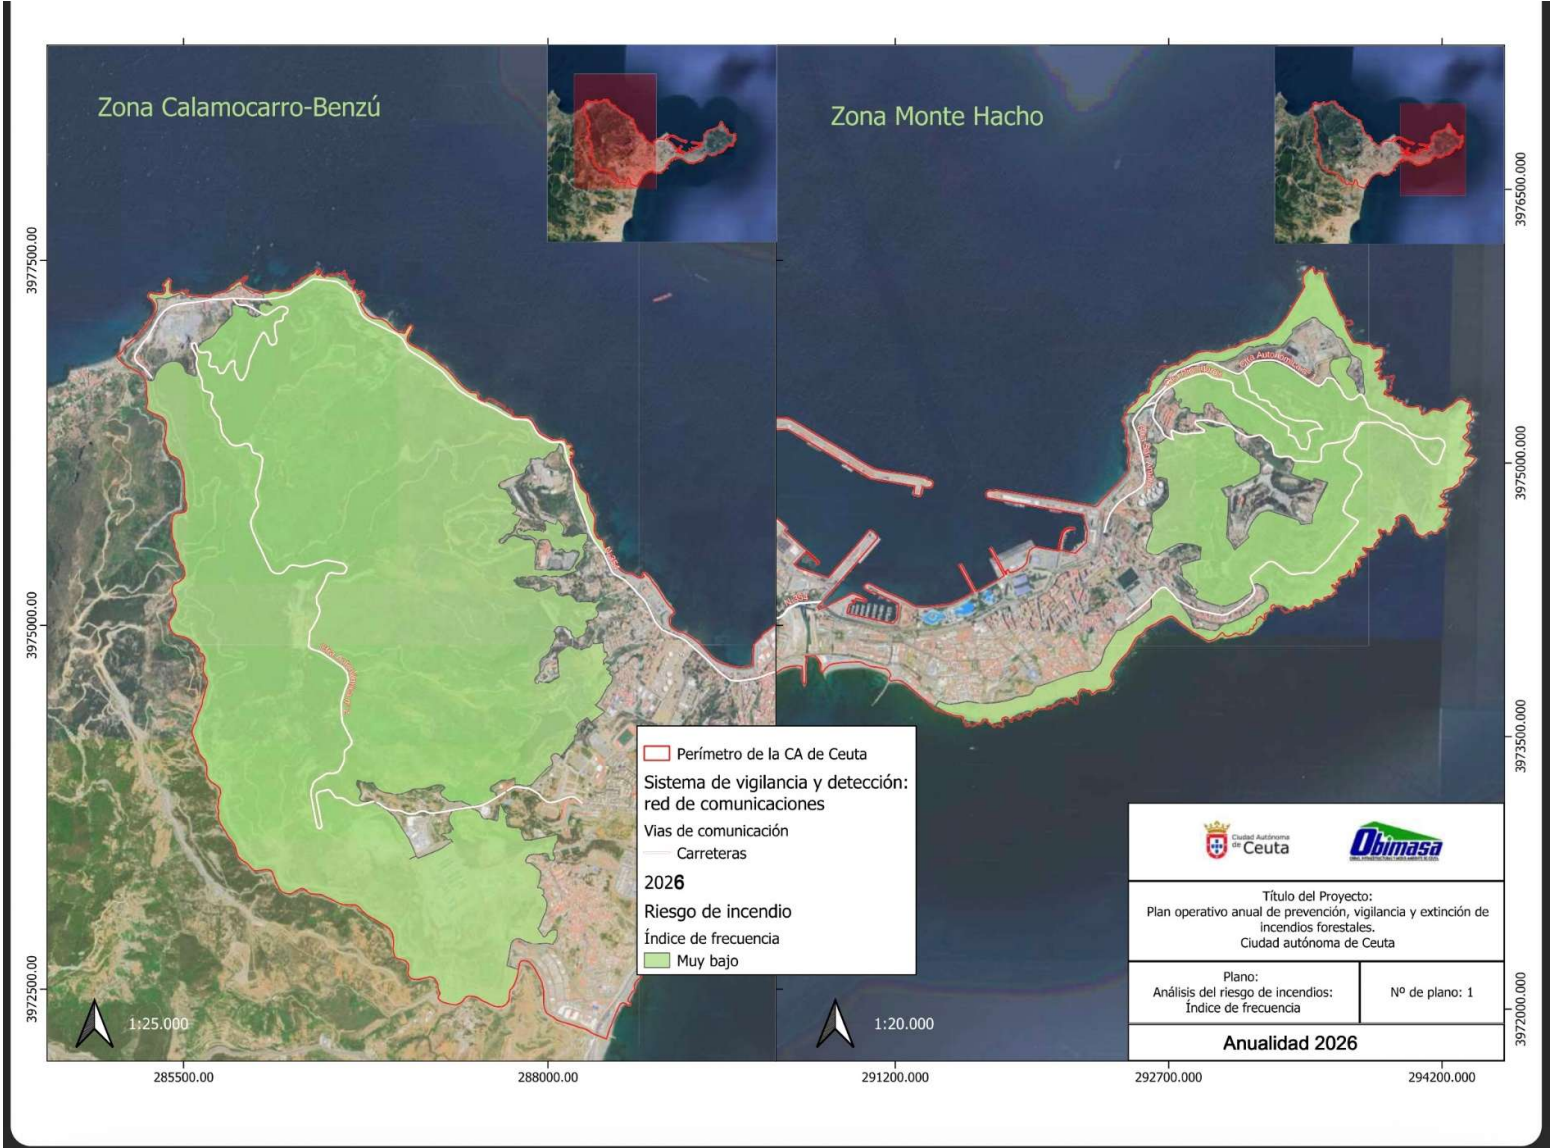 Zona Calamocarro-Benzú
Zona Monte Hacho
3977500.00
3975000.00
3972500.00
3976500.000
3975000.000
3973500.000
3972000.000
N-354
Perímetro de la CA de Ceuta
Sistema de vigilancia y detección:
red de comunicaciones
Vias de comunicación
Carreteras
2026
Riesgo de incendio
Índice de frecuencia
Muy bajo
1:25.000
1:20.000
Ciudad Autónoma
de Ceuta
Obimasa
Título del Proyecto:
Plan operativo anual de prevención, vigilancia y extinción de
incendios forestales.
Ciudad autónoma de Ceuta
Plano:
Análisis del riesgo de incendios:
Índice de frecuencia
Nº de plano: 1
Anualidad 2026
285500.00
288000.00
291200.000
292700.000
294200.000